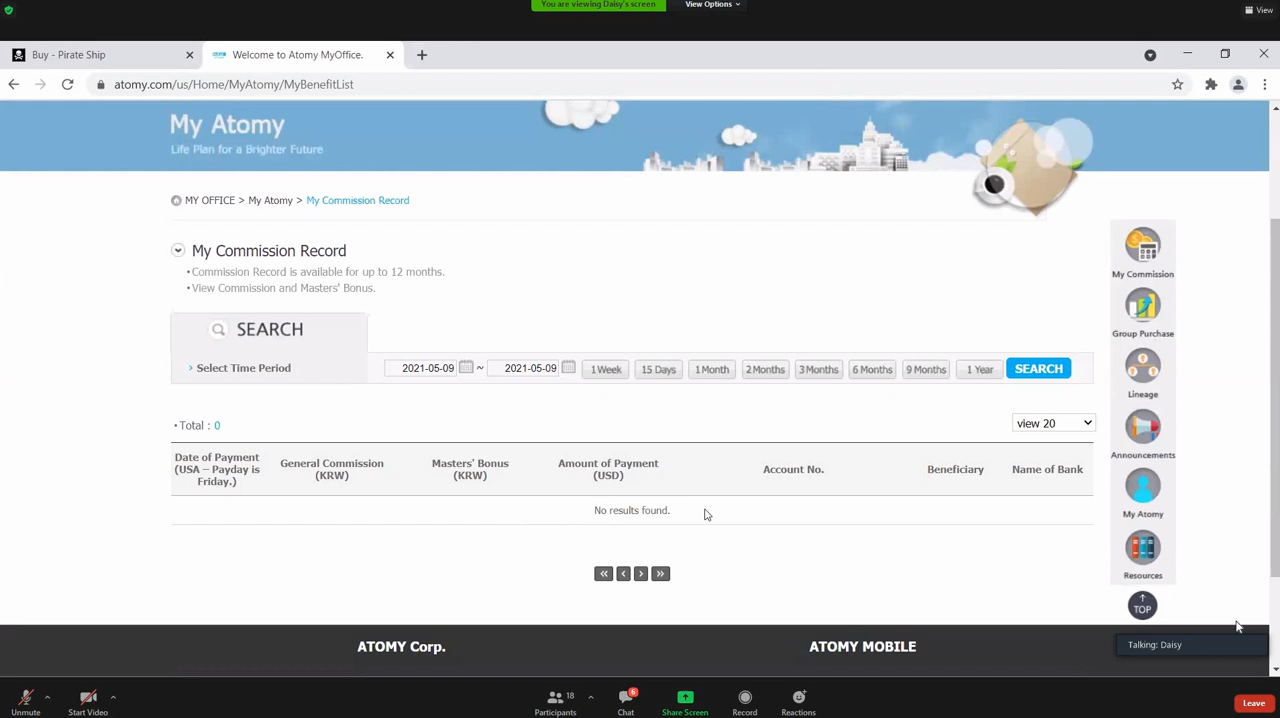 You are viewing Daisy's screen
View Options
View
Buy - Pirate Ship
Welcome to Atomy MyOffice.
atomy.com/us/Home/MyAtomy/MyBenefitList
My Atomy
Life Plan for a Brighter Future
MY OFFICE > My Atomy > My Commission Record
My Commission Record
•Commission Record is available for up to 12 months.
•View Commission and Masters' Bonus.
SEARCH
Select Time Period
2021-05-09 ~ 2021-05-09 1 Week 15 Days 1 Month 2 Months 3 Months 6 Months 9 Months 1 Year SEARCH
•Total : 0
view 20
Date of Payment
(USA – Payday is
Friday.)
General Commission
(KRW)
Masters' Bonus
(KRW)
Amount of Payment
(USD)
Account No.
Beneficiary
Name of Bank
No results found.
My Commission
Group Purchase
Lineage
Announcements
My Atomy
Resources
TOP
ATOMY Corp.
ATOMY MOBILE
Talking: Daisy
Unmute
Start Video
Participants
18
Chat
6
Share Screen
Record
Reactions
Leave